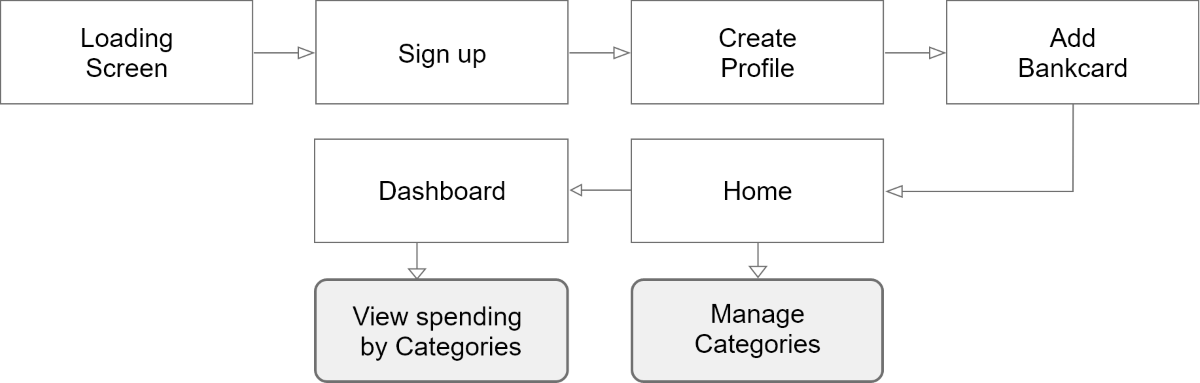 Loading
Screen
Sign up
Create
Profile
Add
Bankcard
Dashboard
Home
View spending
by Categories
Manage
Categories